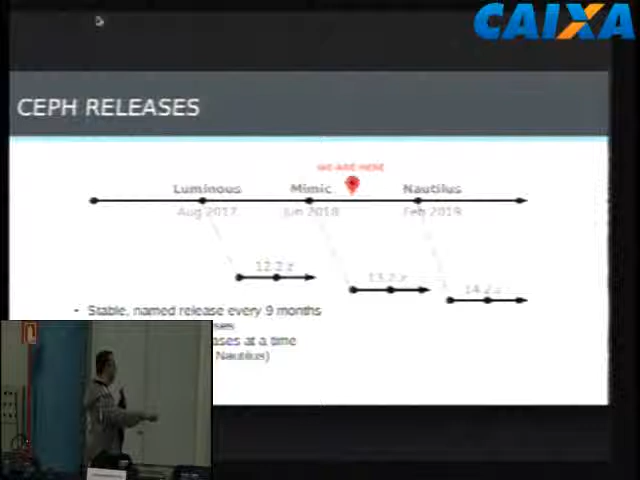 CAIXA
CEPH RELEASES
WE ARE HERE
Luminous Mimic Nautilus
Aug 2017 Jun 2018 Feb 2019
12.2.z
13.2.z
14.2.z
• Stable, named release every 9 months
ases at a time
Nautilus)